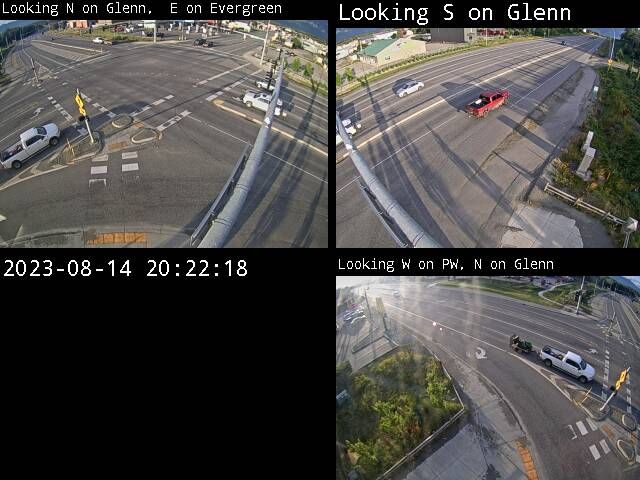 Looking N on Glenn,  E on Evergreen
Looking S on Glenn
2023-08-14 20:22:18
Looking W on PW, N on Glenn